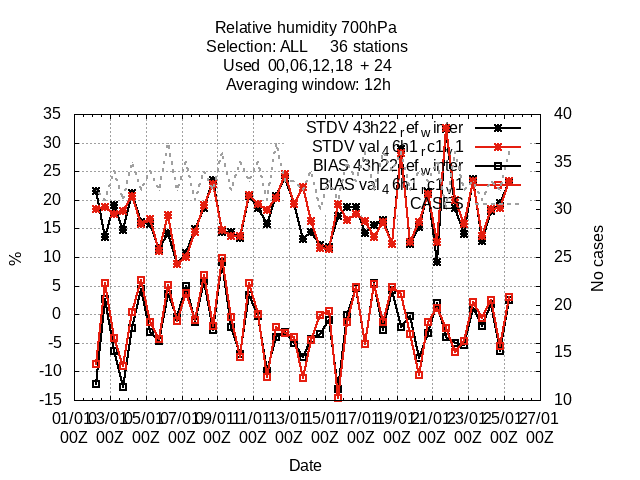 Relative humidity 700hPa
Selection: ALL 36 stations
Used 00,06,12,18 + 24
Averaging window: 12h
STDV 43h22_ref_winter
STDV val_46h1_rc1_1
BIAS 43h22_ref_winter
BIAS val_46h1_rc1_1
CASES
35
30
25
20
15
10
5
0
-5
-10
-15
%
40
35
30
25
20
15
10
No cases
01/01 03/01 05/01 07/01 09/01 11/01 13/01 15/01 17/01 19/01 21/01 23/01 25/01 27/01
00Z 00Z 00Z 00Z 00Z 00Z 00Z 00Z 00Z 00Z 00Z 00Z 00Z 00Z
Date